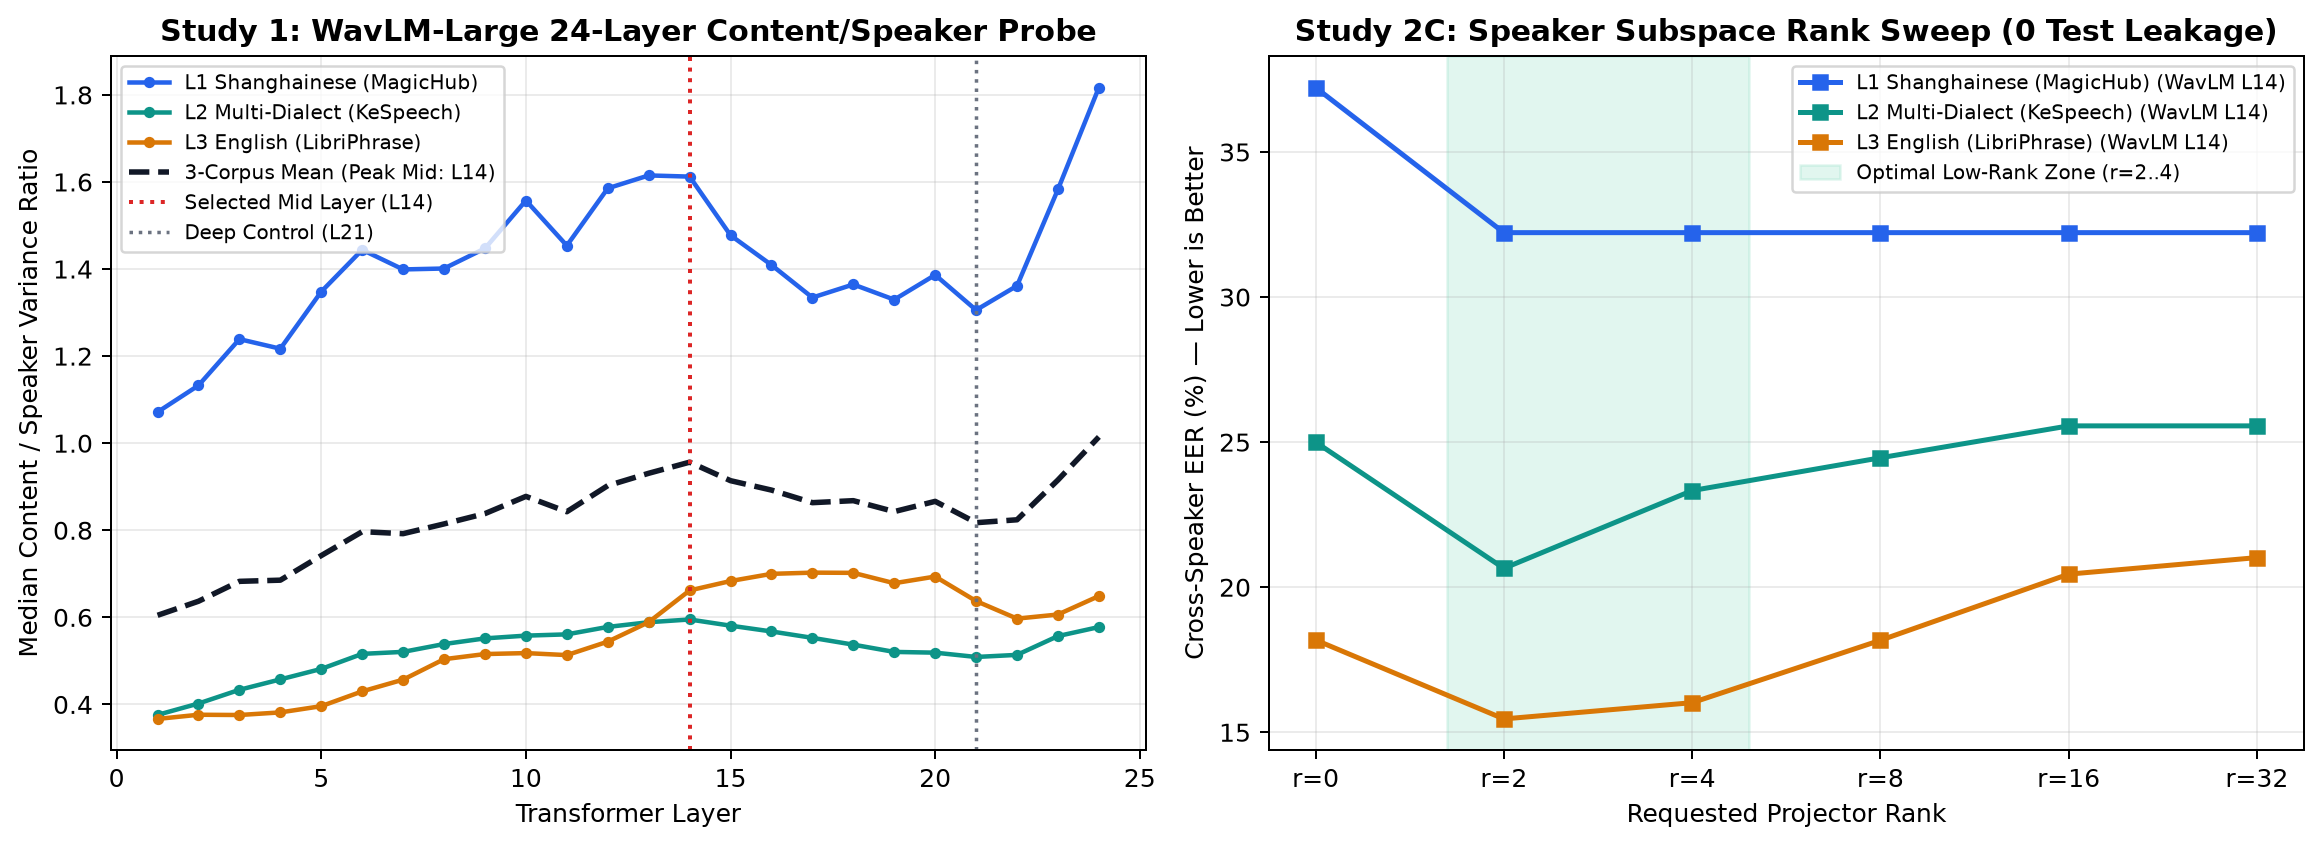 Study 1: WavLM-Large 24-Layer Content/Speaker Probe
Median Content / Speaker Variance Ratio
1.8
1.6
1.4
1.2
1.0
0.8
0.6
0.4
L1 Shanghainese (MagicHub)
L2 Multi-Dialect (KeSpeech)
L3 English (LibriPhrase)
3-Corpus Mean (Peak Mid: L14)
Selected Mid Layer (L14)
Deep Control (L21)
0 5 10 15 20 25
Transformer Layer
Study 2C: Speaker Subspace Rank Sweep (0 Test Leakage)
Cross-Speaker EER (%) — Lower is Better
35
30
25
20
15
L1 Shanghainese (MagicHub) (WavLM L14)
L2 Multi-Dialect (KeSpeech) (WavLM L14)
L3 English (LibriPhrase) (WavLM L14)
Optimal Low-Rank Zone (r=2..4)
r=0 r=2 r=4 r=8 r=16 r=32
Requested Projector Rank